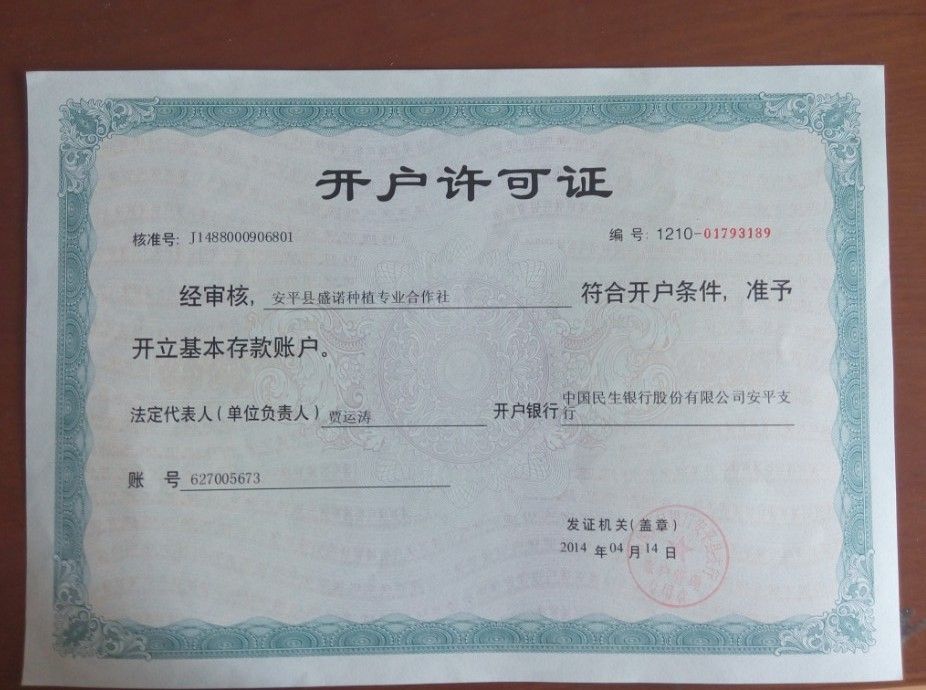 开户许可证
核准号: J1488000906801 编 号: 1210-01793189
经审核, 安平县盛诺种植专业合作社 符合开户条件, 准予
开立基本存款账户。
法定代表人(单位负责人) 贾运涛 开户银行 中国民生银行股份有限公司安平支行
账 号 627005673
发证机关(盖章)
2014 年 04 月 14 日